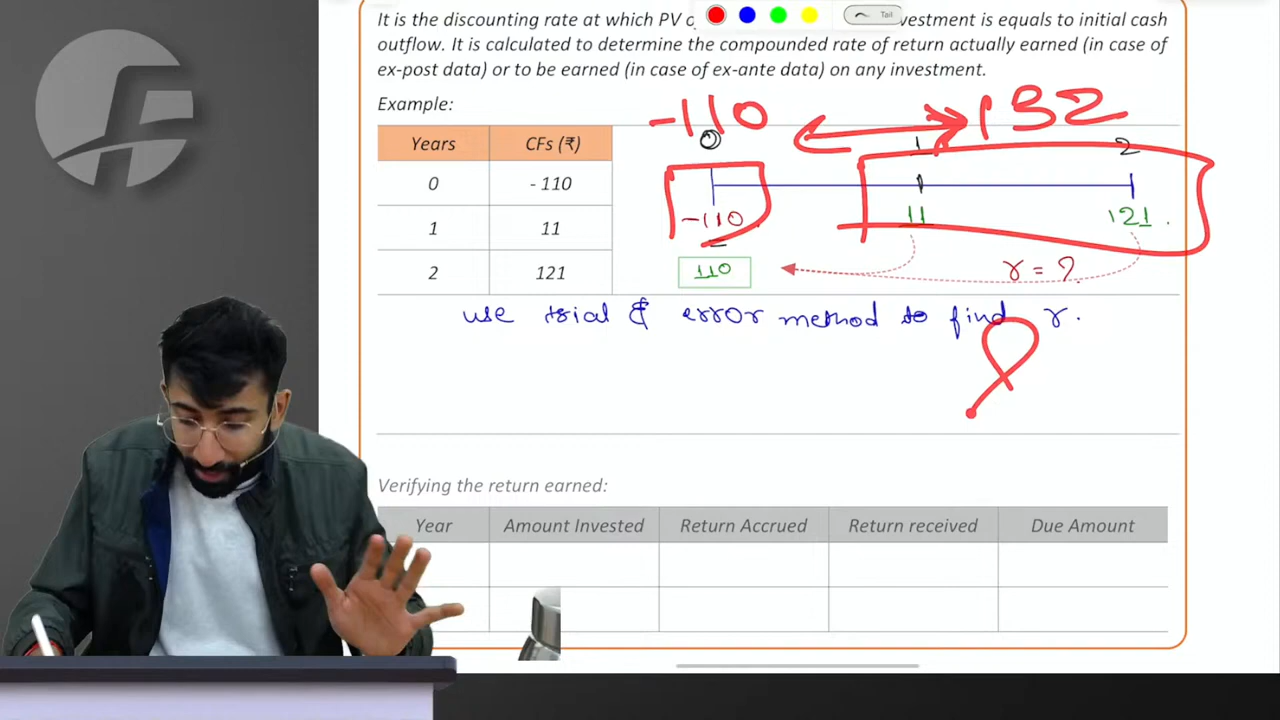 Tail
It is the discounting rate at which PV o vestment is equals to initial cash
outflow. It is calculated to determine the compounded rate of return actually earned (in case of
ex-post data) or to be earned (in case of ex-ante data) on any investment.
Example:
-110 132
Years CFs (₹) 0 1 2
0 - 110 -110 11 121
1 11
2 121 110 r = ?
use trial & error method to find r.
Verifying the return earned:
Year Amount Invested Return Accrued Return received Due Amount